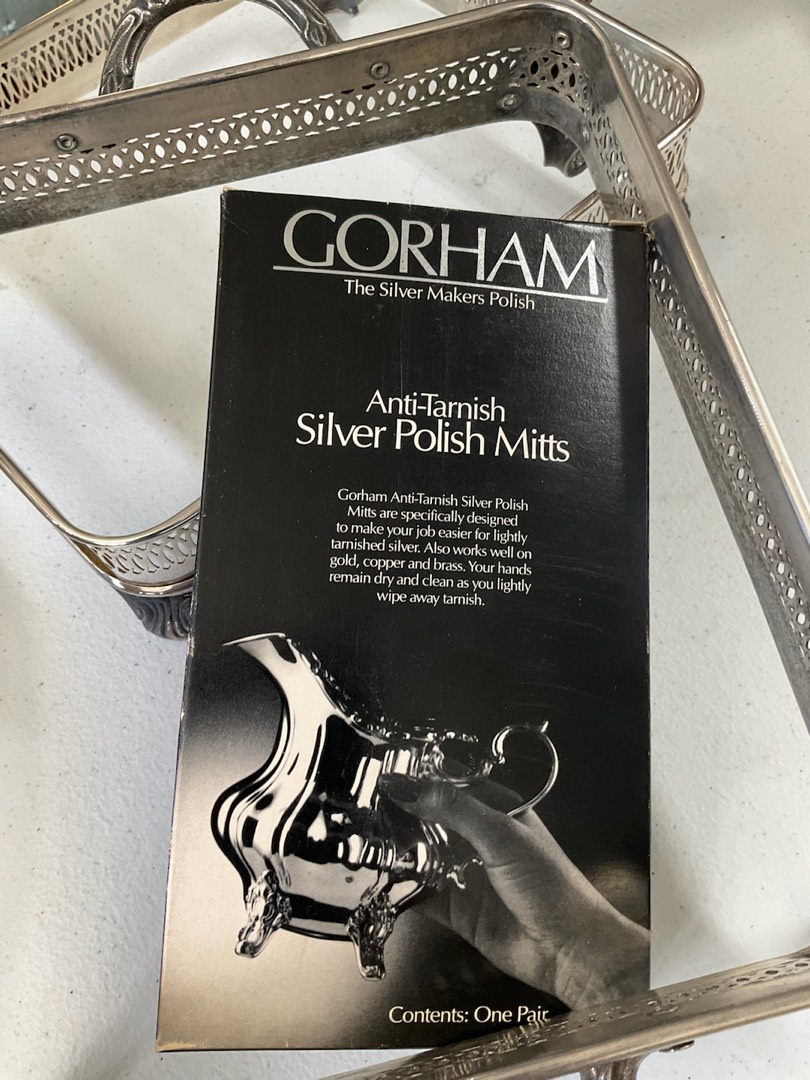 GORHAM
The Silver Makers Polish
Anti-Tarnish
Silver Polish Mitts
Gorham Anti-Tarnish Silver Polish
Mitts are specifically designed
to make your job easier for lightly
tarnished silver. Also works well on
gold, copper and brass. Your hands
remain dry and clean as you lightly
wipe away tarnish.
Contents: One Pair